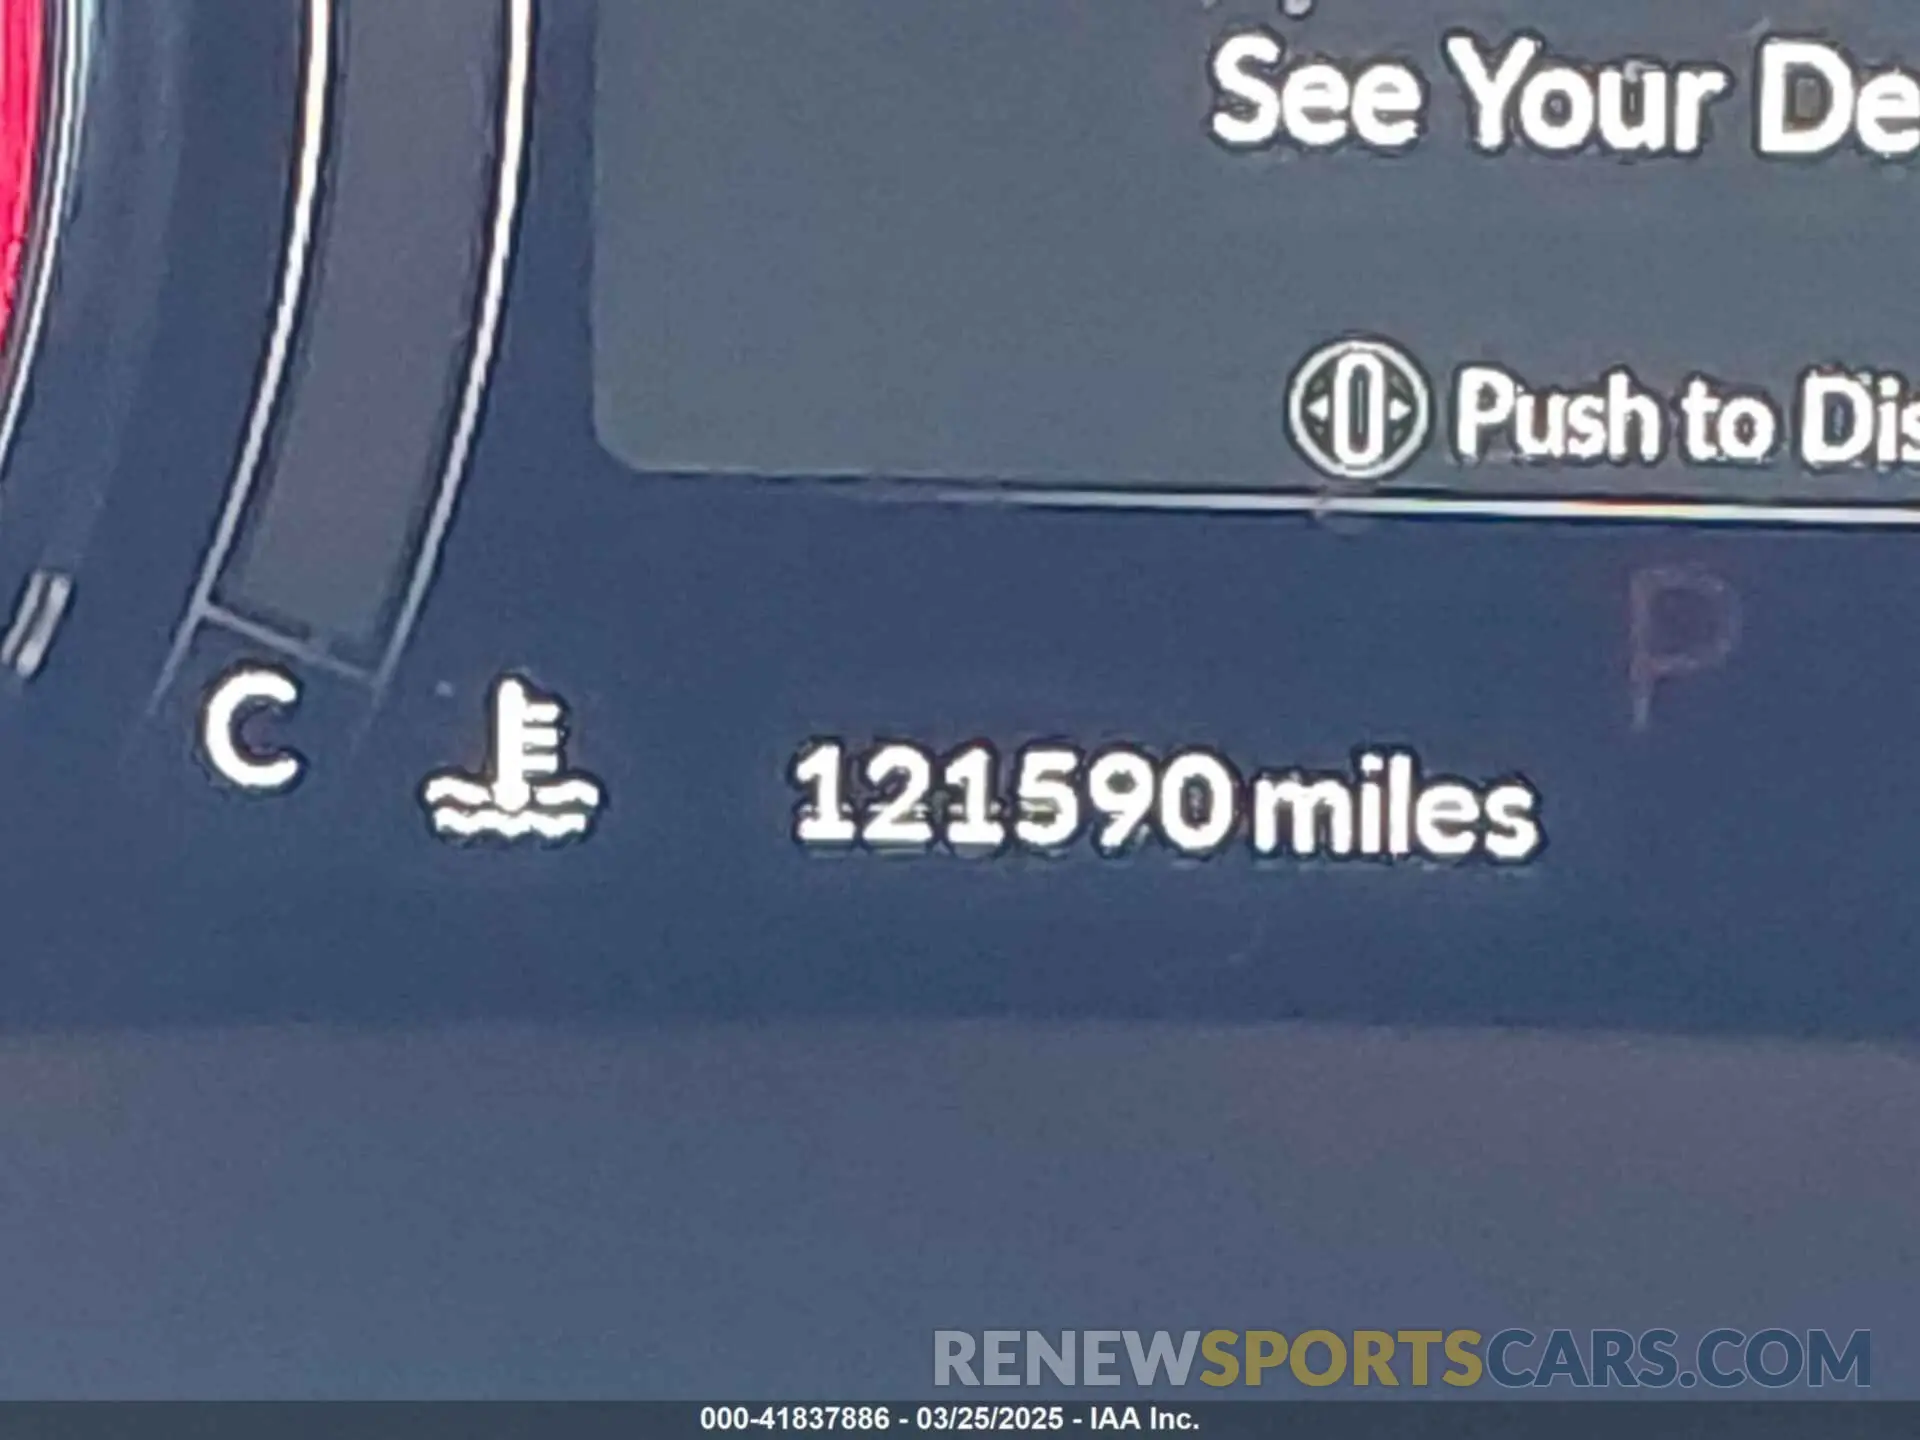 See Your De
Push to Dis
P
C
121590 miles
RENEWSPORTSCARS.COM
000-41837886 - 03/25/2025 - IAA Inc.